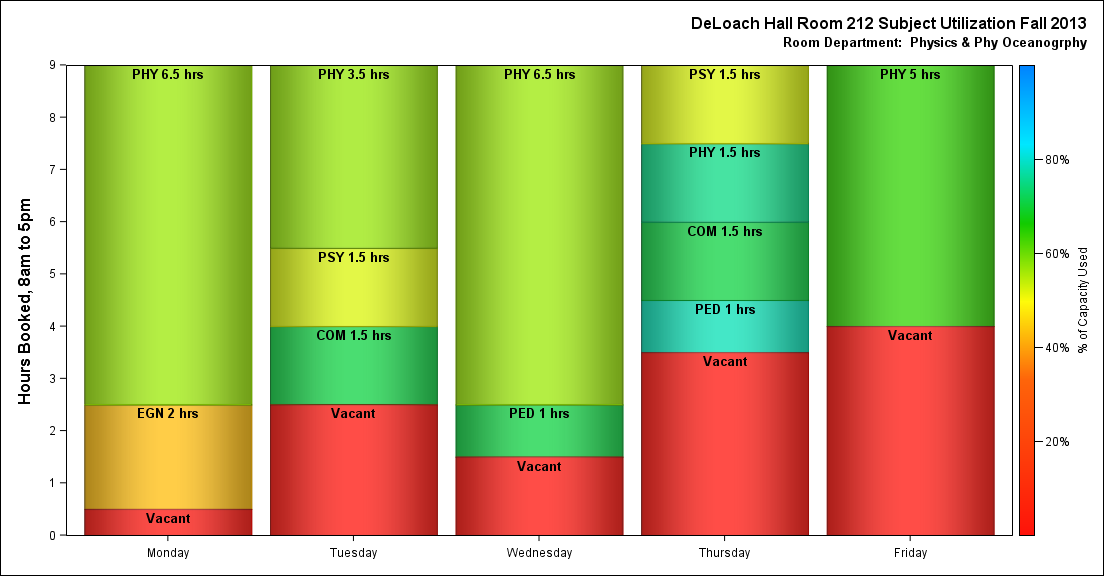 DeLoach Hall Room 212 Subject Utilization Fall 2013
Room Department:  Physics & Phy Oceanogrphy
Hours Booked, 8am to 5pm
9
8
7
6
5
4
3
2
1
0
PHY 6.5 hrs
EGN 2 hrs
Vacant
PHY 3.5 hrs
PSY 1.5 hrs
COM 1.5 hrs
Vacant
PHY 6.5 hrs
PED 1 hrs
Vacant
PSY 1.5 hrs
PHY 1.5 hrs
COM 1.5 hrs
PED 1 hrs
Vacant
PHY 5 hrs
Vacant
Monday
Tuesday
Wednesday
Thursday
Friday
80%
60%
40%
20%
% of Capacity Used